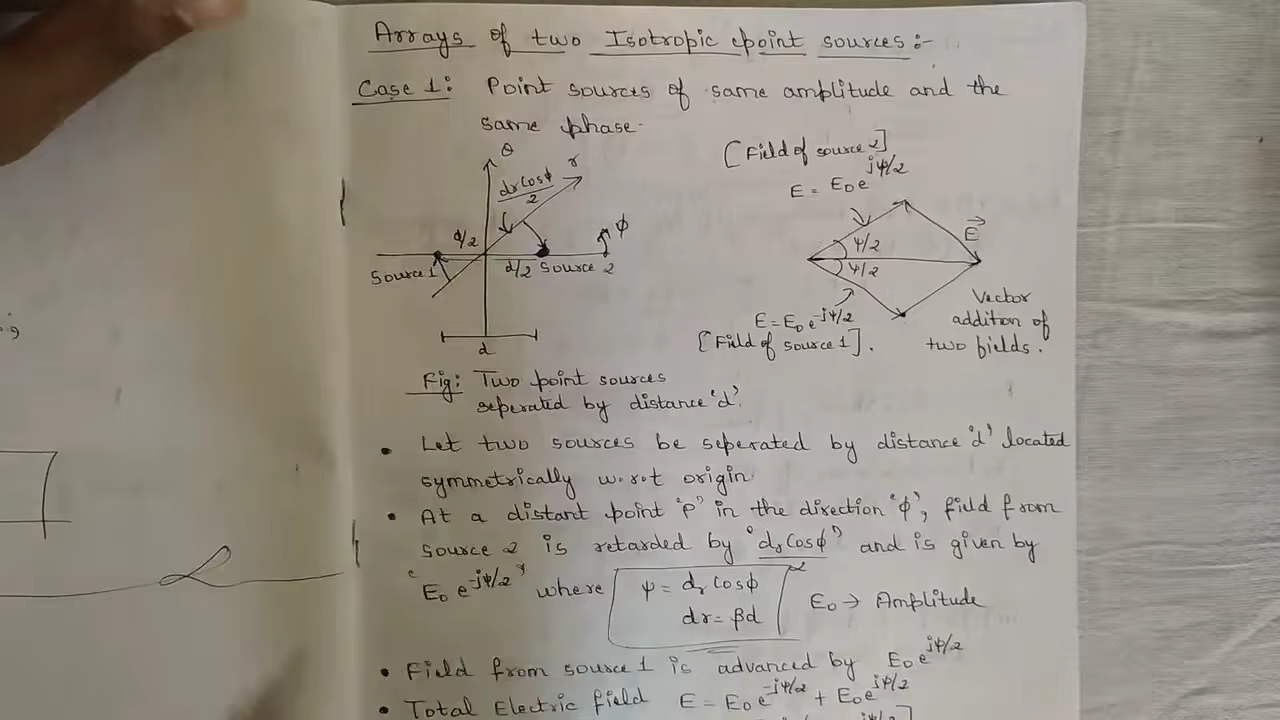 Arrays of two Isotropic point sources :-
Case 1: Point sources of same amplitude and the
same phase.
θ
r
dr cosϕ
2
ϕ
d/2
Source 1
d/2 Source 2
d
[Field of source 2]
E = E0 e^jψ/2
ψ/2
ψ/2
E
E = E0 e^-jψ/2
[Field of source 1].
Vector
addition of
two fields.
Fig: Two point sources
seperated by distance 'd'.
• Let two sources be seperated by distance 'd' located
symmetrically w.r.t origin.
• At a distant point 'P' in the direction 'ϕ', field from
source 2 is retarded by "dr cosϕ" and is given by
"E0 e^-jψ/2" where ψ = dr cosϕ
dr = βd
E0 → Amplitude
• Field from source 1 is advanced by E0 e^jψ/2
• Total Electric field E = E0 e^-jψ/2 + E0 e^jψ/2